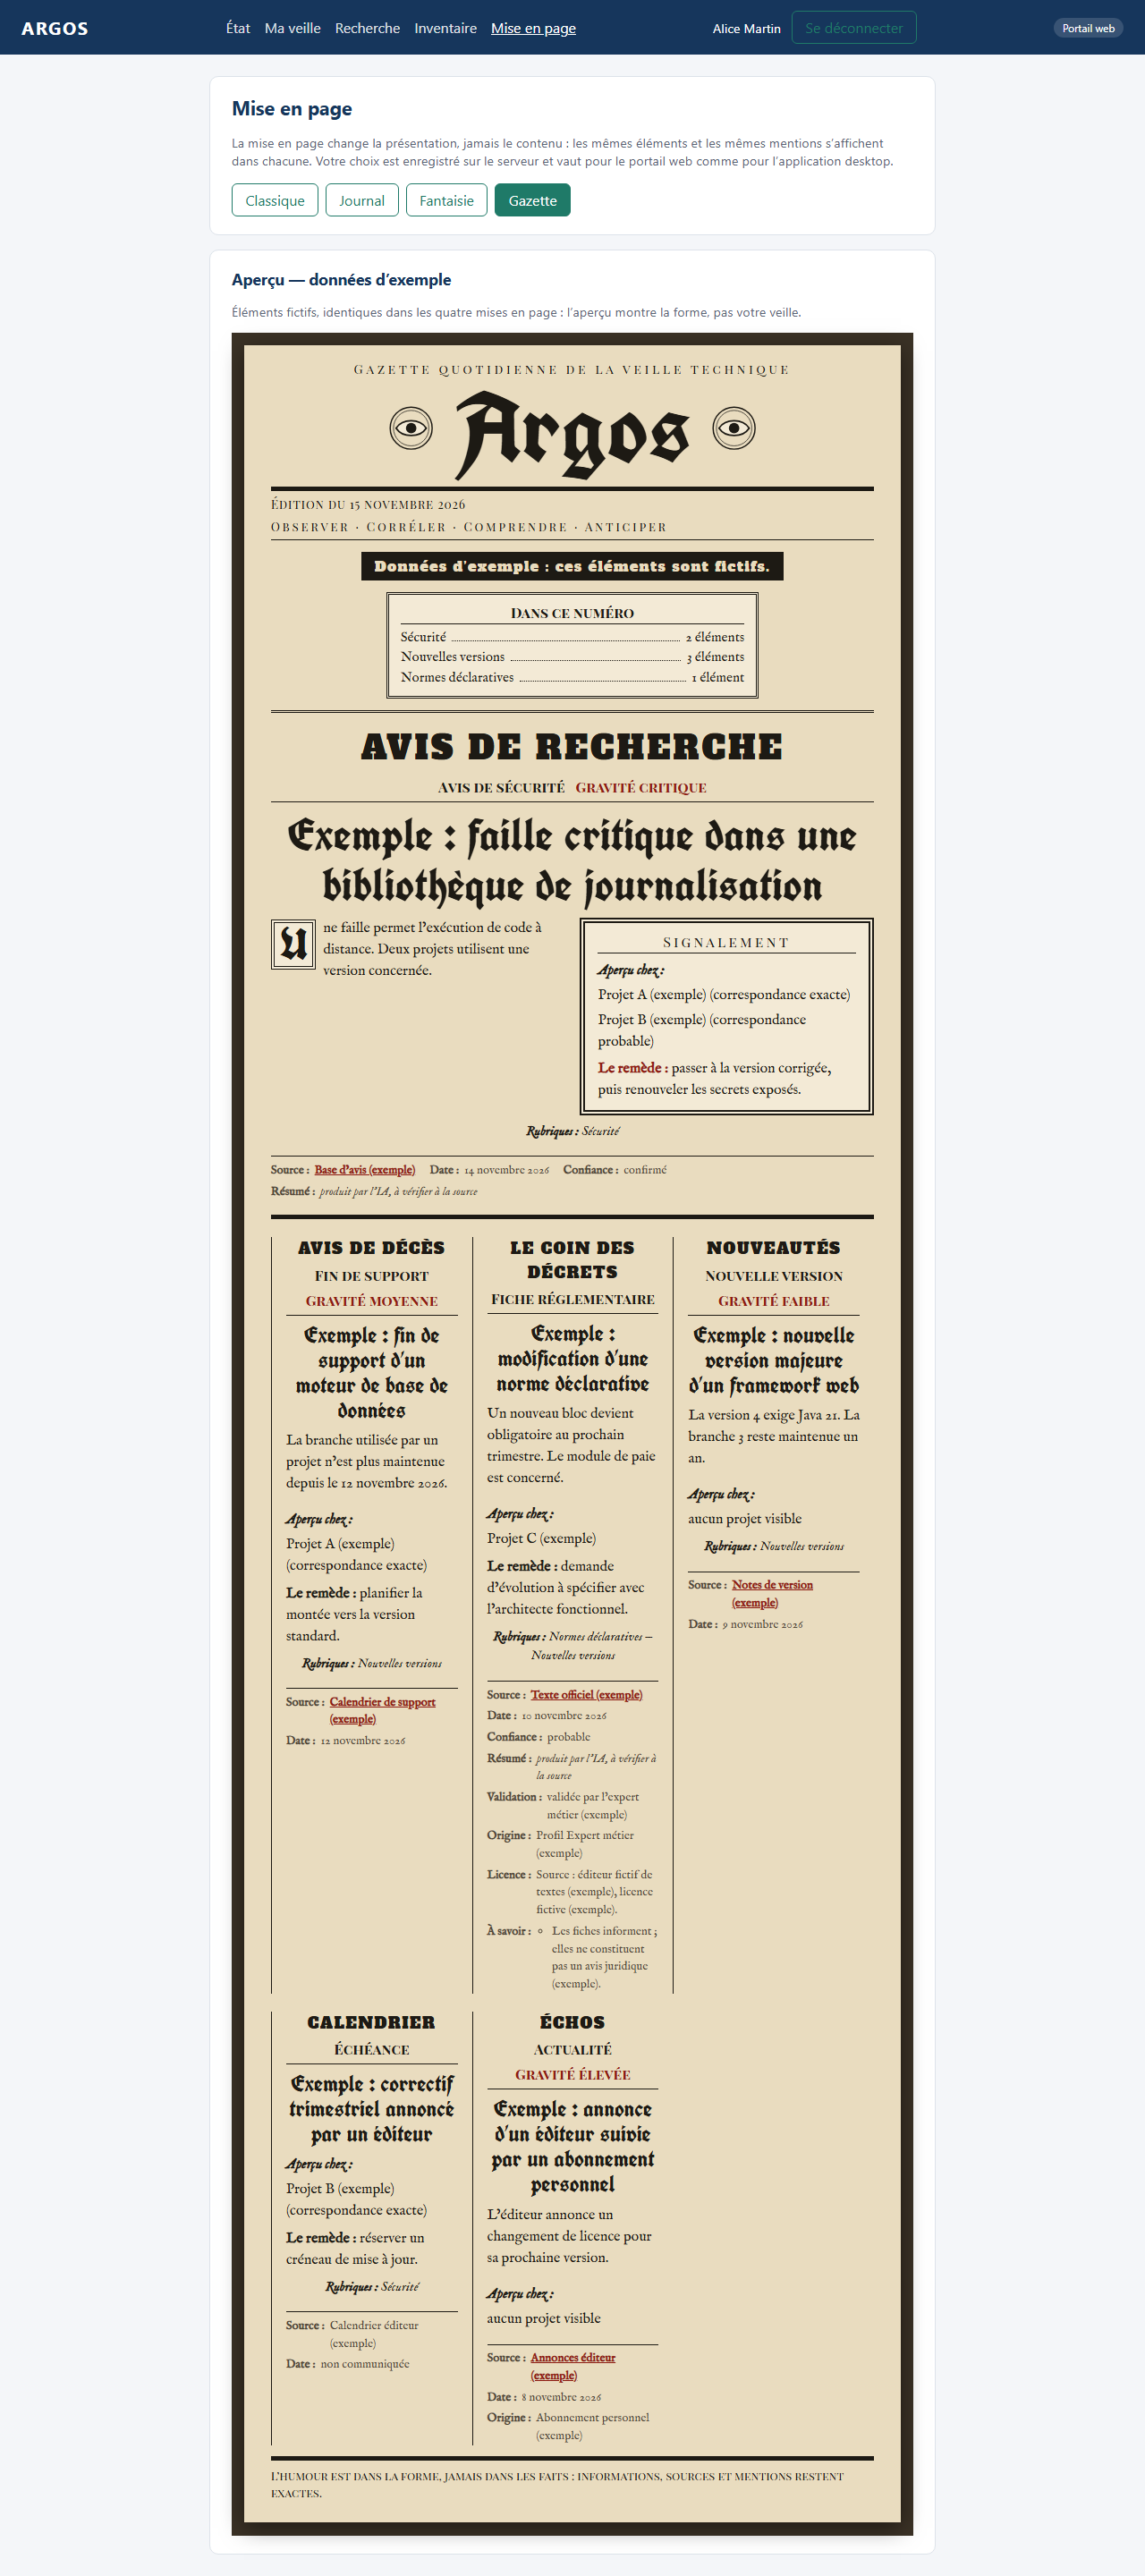 ARGOS
État Ma veille Recherche Inventaire Mise en page
Alice Martin Se déconnecter
Portail web
Mise en page
La mise en page change la présentation, jamais le contenu : les mêmes éléments et les mêmes mentions s'affichent
dans chacune. Votre choix est enregistré sur le serveur et vaut pour le portail web comme pour l'application desktop.
Classique Journal Fantaisie Gazette
Aperçu — données d'exemple
Éléments fictifs, identiques dans les quatre mises en page : l'aperçu montre la forme, pas votre veille.
Gazette quotidienne de la veille technique
Argos
Édition du 15 novembre 2026
Observer · Corréler · Comprendre · Anticiper
Données d'exemple : ces éléments sont fictifs.
Dans ce numéro
Sécurité 2 éléments
Nouvelles versions 3 éléments
Normes déclaratives 1 élément
AVIS DE RECHERCHE
Avis de sécurité Gravité critique
Exemple : faille critique dans une
bibliothèque de journalisation
Une faille permet l'exécution de code à
distance. Deux projets utilisent une
version concernée.
Signalement
Aperçu chez :
Projet A (exemple) (correspondance exacte)
Projet B (exemple) (correspondance
probable)
Le remède : passer à la version corrigée,
puis renouveler les secrets exposés.
Rubriques : Sécurité
Source : Base d'avis (exemple) Date : 14 novembre 2026 Confiance : confirmé
Résumé : produit par l'IA, à vérifier à la source
AVIS DE DÉCÈS
Fin de support
Gravité moyenne
Exemple : fin de
support d'un
moteur de base de
données
La branche utilisée par un
projet n'est plus maintenue
depuis le 12 novembre 2026.
Aperçu chez :
Projet A (exemple)
(correspondance exacte)
Le remède : planifier la
montée vers la version
standard.
Rubriques : Nouvelles versions
Source : Calendrier de support
(exemple)
Date : 12 novembre 2026
LE COIN DES
DÉCRETS
Fiche réglementaire
Exemple :
modification d'une
norme déclarative
Un nouveau bloc devient
obligatoire au prochain
trimestre. Le module de paie
est concerné.
Aperçu chez :
Projet C (exemple)
Le remède : demande
d'évolution à spécifier avec
l'architecte fonctionnel.
Rubriques : Normes déclaratives –
Nouvelles versions
Source : Texte officiel (exemple)
Date : 10 novembre 2026
Confiance : probable
Résumé : produit par l'IA, à vérifier à
la source
Validation : validée par l'expert
métier (exemple)
Origine : Profil Expert métier
(exemple)
Licence : Source : éditeur fictif de
textes (exemple), licence
fictive (exemple).
À savoir : ◦ Les fiches informent ;
elles ne constituent
pas un avis juridique
(exemple).
NOUVEAUTÉS
Nouvelle version
Gravité faible
Exemple : nouvelle
version majeure
d'un framework web
La version 4 exige Java 21. La
branche 3 reste maintenue un
an.
Aperçu chez :
aucun projet visible
Rubriques : Nouvelles versions
Source : Notes de version
(exemple)
Date : 9 novembre 2026
CALENDRIER
Échéance
Exemple : correctif
trimestriel annoncé
par un éditeur
Aperçu chez :
Projet B (exemple)
(correspondance exacte)
Le remède : réserver un
créneau de mise à jour.
Rubriques : Sécurité
Source : Calendrier éditeur
(exemple)
Date : non communiquée
ÉCHOS
Actualité
Gravité élevée
Exemple : annonce
d'un éditeur suivie
par un abonnement
personnel
L'éditeur annonce un
changement de licence pour
sa prochaine version.
Aperçu chez :
aucun projet visible
Source : Annonces éditeur
(exemple)
Date : 8 novembre 2026
Origine : Abonnement personnel
(exemple)
L'humour est dans la forme, jamais dans les faits : informations, sources et mentions restent
exactes.